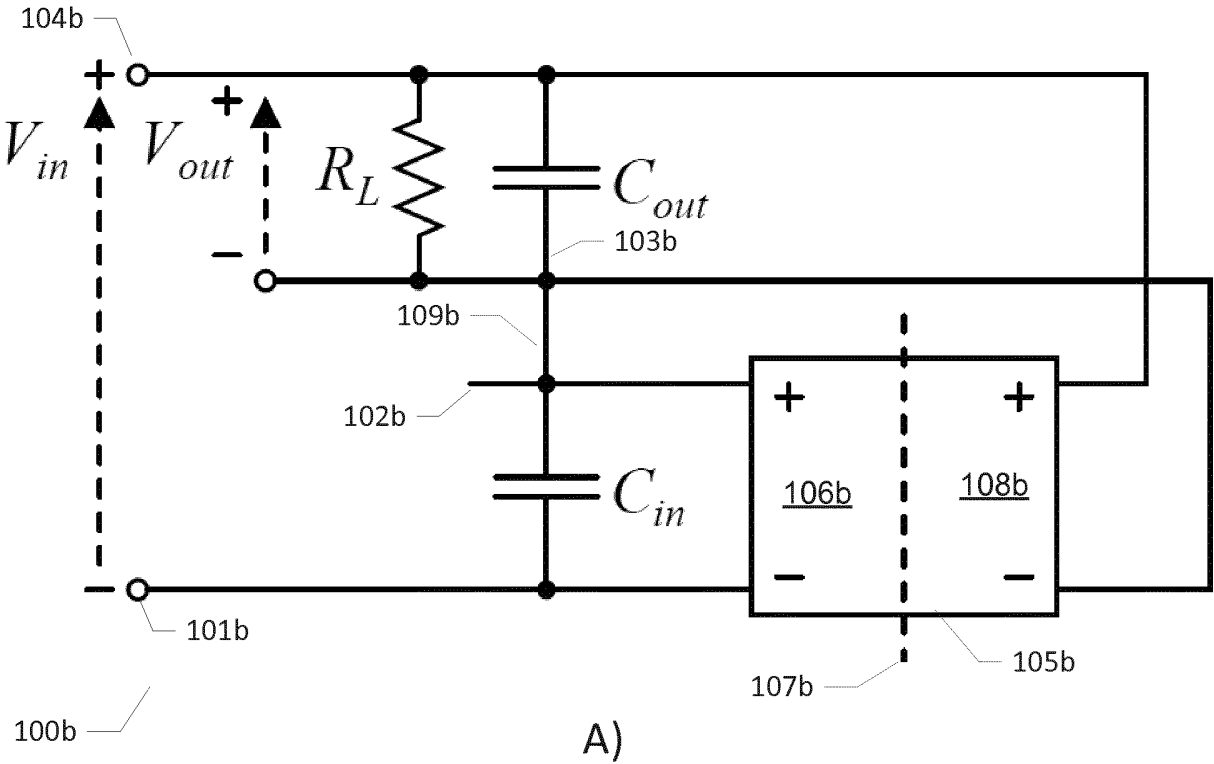 104b
+
+
V_in
V_out
R_L
C_out
−
103b
109b
102b
+
+
C_in
106b
108b
−
−
−
101b
105b
107b
100b
A)